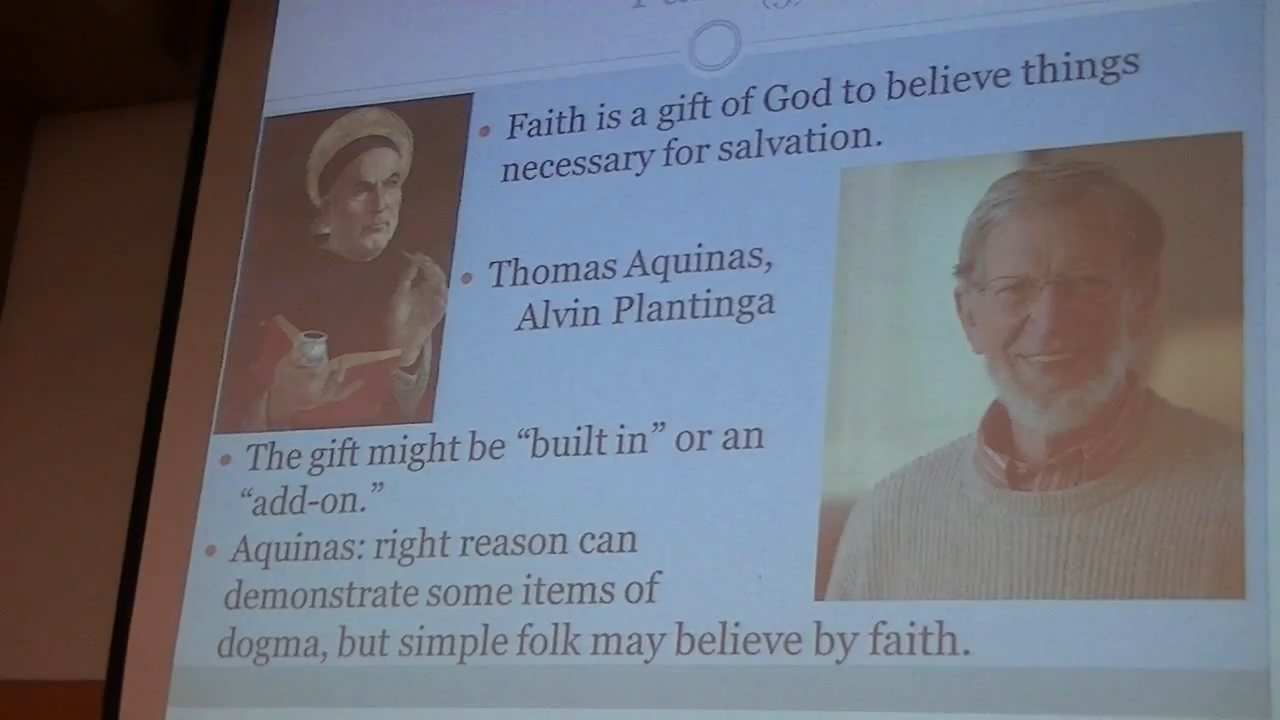 • Faith is a gift of God to believe things
necessary for salvation.
• Thomas Aquinas,
Alvin Plantinga
• The gift might be “built in” or an
“add-on.”
• Aquinas: right reason can
demonstrate some items of
dogma, but simple folk may believe by faith.